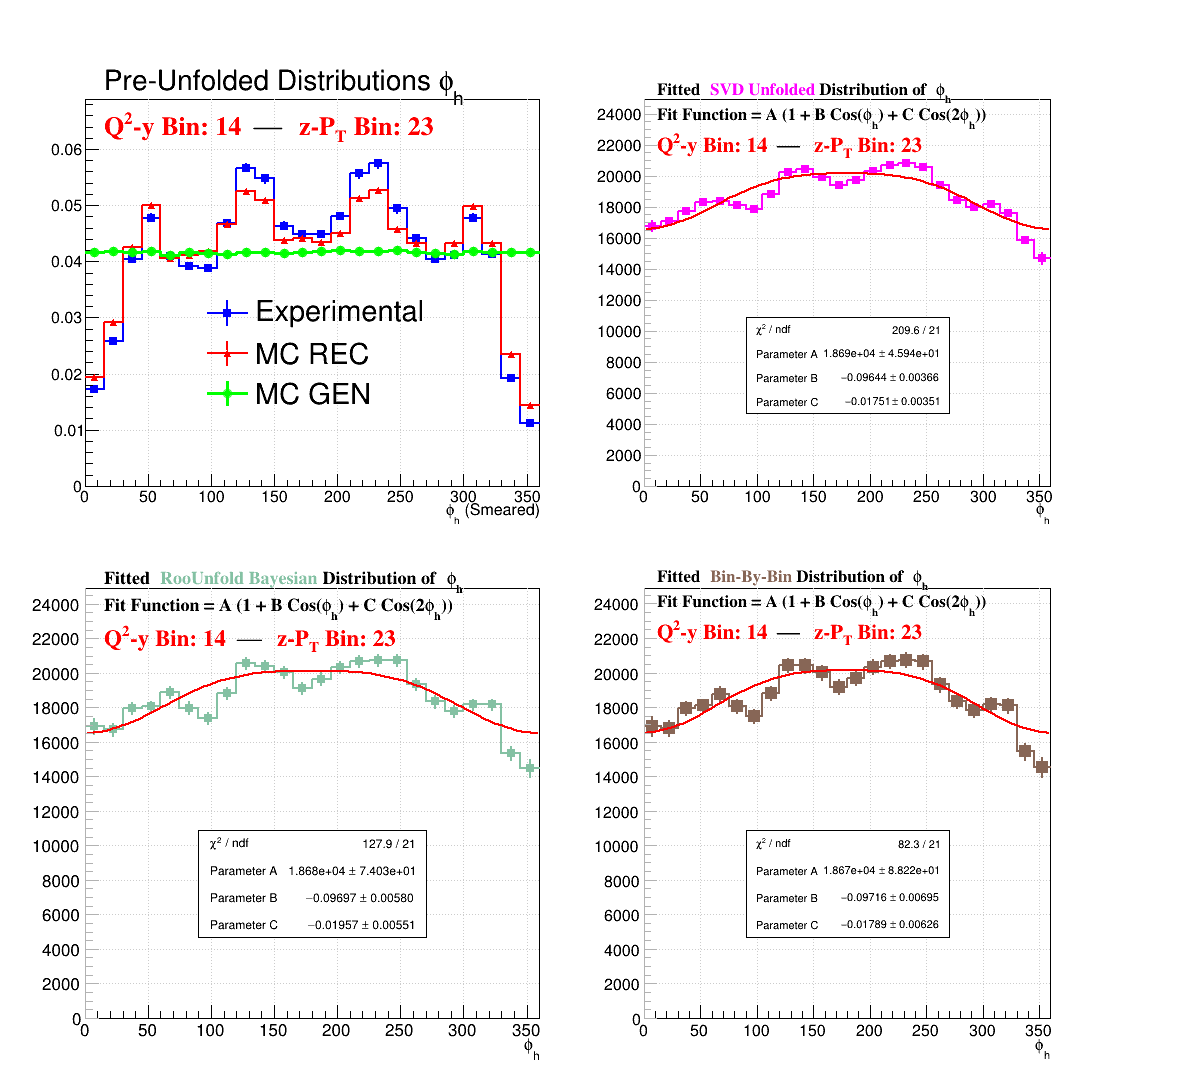 Pre-Unfolded Distributions ϕh
Q²-y Bin: 14 — z-PT Bin: 23
0.06
0.05
0.04
0.03
0.02
0.01
0
Experimental
MC REC
MC GEN
0 50 100 150 200 250 300 350
ϕh (Smeared)
Fitted SVD Unfolded Distribution of ϕh
Fit Function = A (1 + B Cos(ϕh) + C Cos(2ϕh))
Q²-y Bin: 14 — z-PT Bin: 23
24000
22000
20000
18000
16000
14000
12000
10000
8000
6000
4000
2000
0
χ² / ndf 209.6 / 21
Parameter A 1.869e+04 ± 4.594e+01
Parameter B −0.09644 ± 0.00366
Parameter C −0.01751 ± 0.00351
0 50 100 150 200 250 300 350
ϕh
Fitted RooUnfold Bayesian Distribution of ϕh
Fit Function = A (1 + B Cos(ϕh) + C Cos(2ϕh))
Q²-y Bin: 14 — z-PT Bin: 23
24000
22000
20000
18000
16000
14000
12000
10000
8000
6000
4000
2000
0
χ² / ndf 127.9 / 21
Parameter A 1.868e+04 ± 7.403e+01
Parameter B −0.09697 ± 0.00580
Parameter C −0.01957 ± 0.00551
0 50 100 150 200 250 300 350
ϕh
Fitted Bin-By-Bin Distribution of ϕh
Fit Function = A (1 + B Cos(ϕh) + C Cos(2ϕh))
Q²-y Bin: 14 — z-PT Bin: 23
24000
22000
20000
18000
16000
14000
12000
10000
8000
6000
4000
2000
0
χ² / ndf 82.3 / 21
Parameter A 1.867e+04 ± 8.822e+01
Parameter B −0.09716 ± 0.00695
Parameter C −0.01789 ± 0.00626
0 50 100 150 200 250 300 350
ϕh